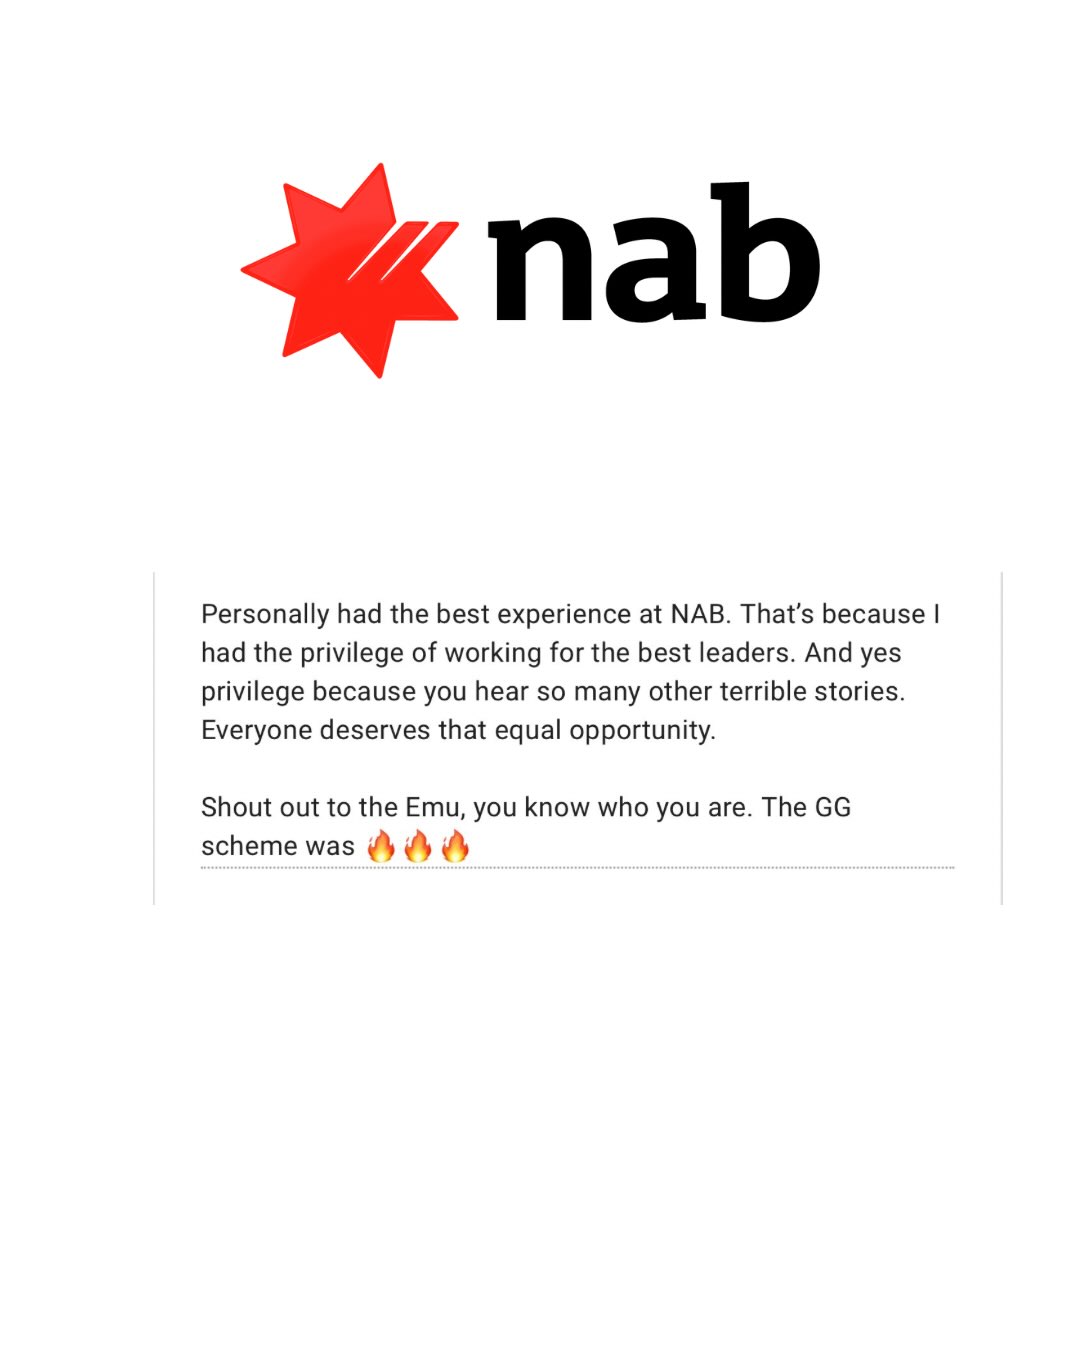 nab
Personally had the best experience at NAB. That’s because I
had the privilege of working for the best leaders. And yes
privilege because you hear so many other terrible stories.
Everyone deserves that equal opportunity.
Shout out to the Emu, you know who you are. The GG
scheme was 🔥🔥🔥